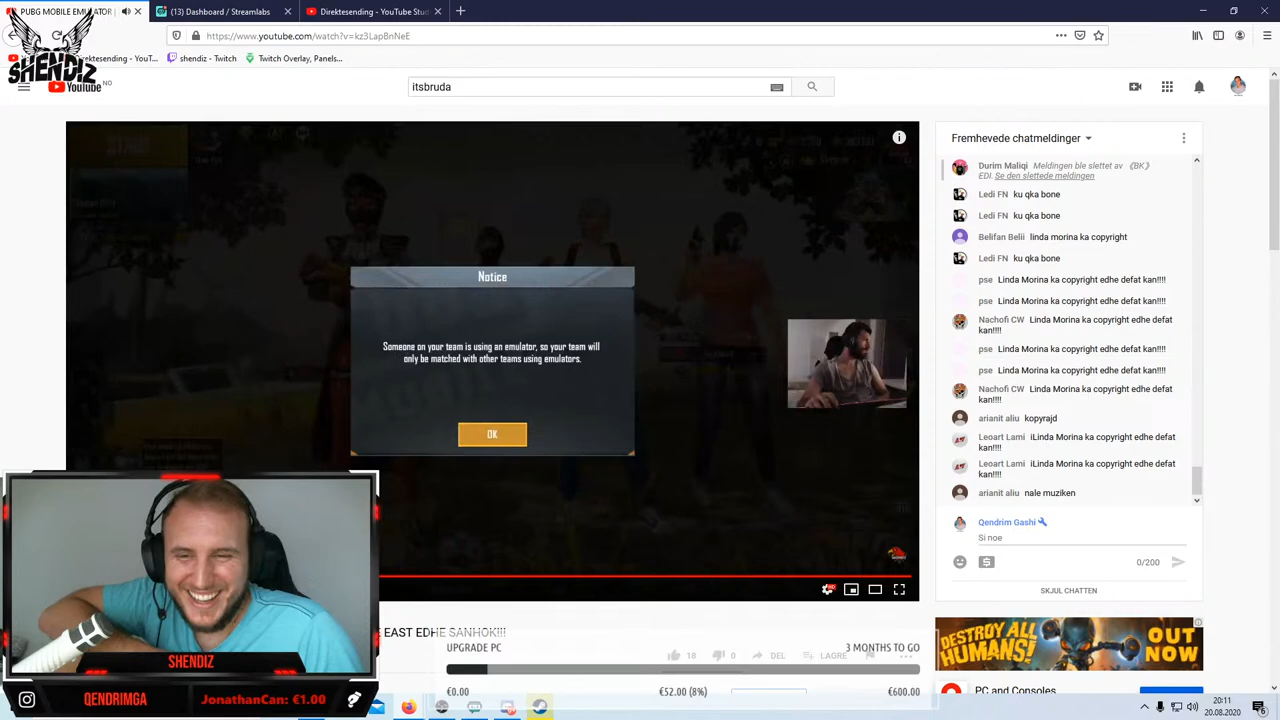 PUBG MOBILE EMULATOR |
(13) Dashboard / Streamlabs
Direktesending - YouTube Stud
https://www.youtube.com/watch?v=kz3LapBnNeE
Direktesending - YouT...
shendiz - Twitch
Twitch Overlay, Panels...
SHENDIZ
YouTube NO
itsbruda
Fremhevede chatmeldinger
Durim Maliqi Meldingen ble slettet av 《BK》
EDI. Se den slettede meldingen
Ledi FN ku qka bone
Ledi FN ku qka bone
Belifan Belii linda morina ka copyright
Ledi FN ku qka bone
pse Linda Morina ka copyright edhe defat kan!!!!
pse Linda Morina ka copyright edhe defat kan!!!!
Nachofi CW Linda Morina ka copyright edhe defat
kan!!!!
pse Linda Morina ka copyright edhe defat kan!!!!
pse Linda Morina ka copyright edhe defat kan!!!!
Nachofi CW Linda Morina ka copyright edhe defat
kan!!!!
arianit aliu kopyrajd
Leoart Lami iLinda Morina ka copyright edhe defat
kan!!!!
Leoart Lami iLinda Morina ka copyright edhe defat
kan!!!!
arianit aliu nale muziken
Qendrim Gashi
Si noe
0/200
SKJUL CHATTEN
Notice
Someone on your team is using an emulator, so your team will
only be matched with other teams using emulators.
OK
HD
EAST EDHE SANHOK!!!
18
0
DEL
LAGRE
UPGRADE PC
3 MONTHS TO GO
€0.00
€52.00 (8%)
€600.00
DESTROY ALL
HUMANS!
OUT
NOW
PC and Consoles
SHENDIZ
QENDRIMGA
JonathanCan: €1.00
20:11
20.08.2020
6